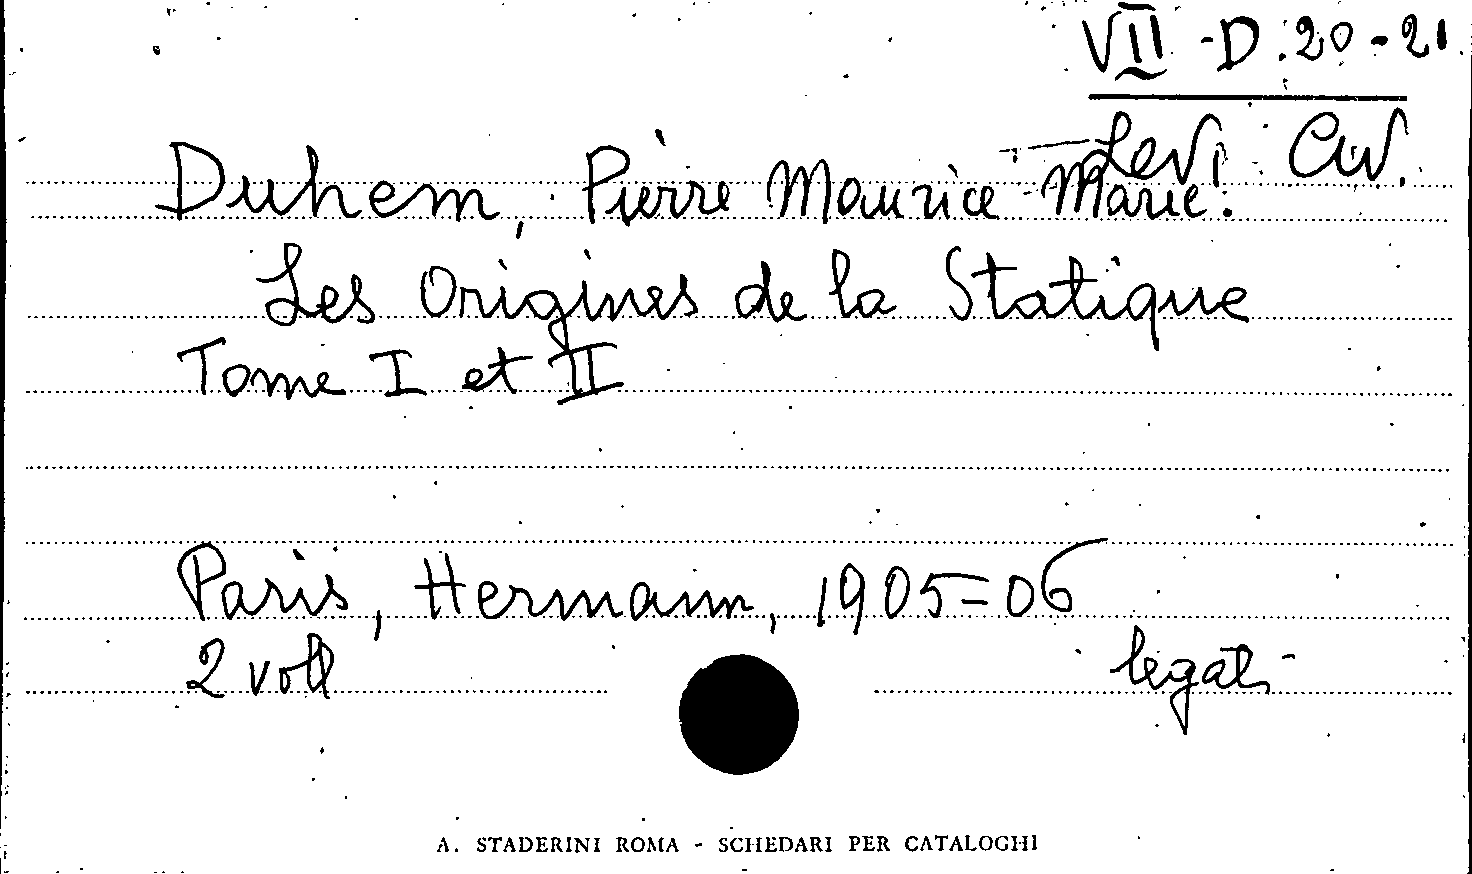 VII - D. 20 - 21
Levi Civ.
Duhem, Pierre Maurice Marie.
Les Origines de la Statique
Tome I et II
Paris, Hermann, 1905=06
2 voll
legati
A. STADERINI ROMA - SCHEDARI PER CATALOGHI